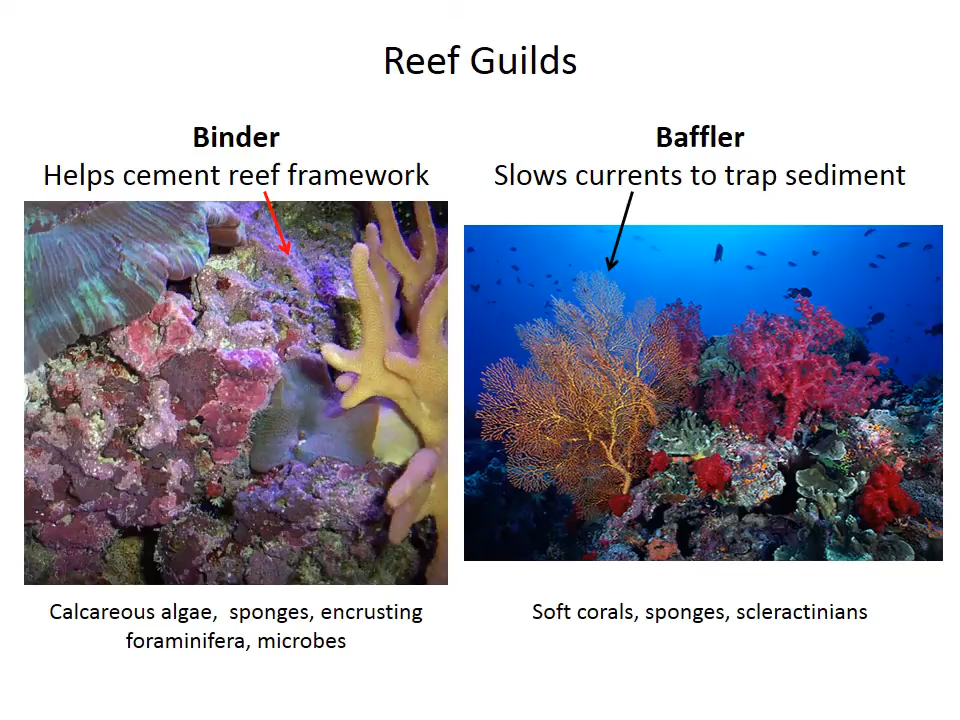 Reef Guilds
Binder
Helps cement reef framework
Calcareous algae, sponges, encrusting
foraminifera, microbes
Baffler
Slows currents to trap sediment
Soft corals, sponges, scleractinians